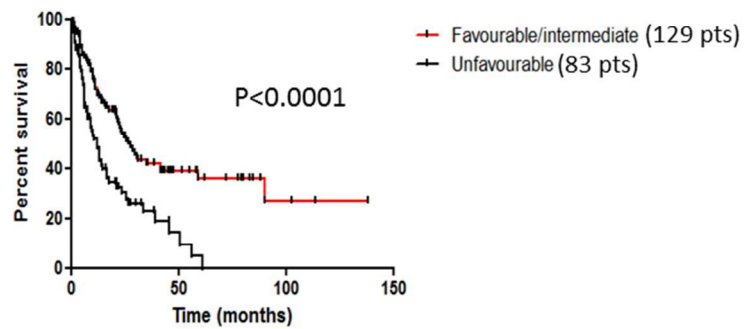 100
80
60
40
20
0
Percent survival
P<0.0001
0 50 100 150
Time (months)
Favourable/intermediate (129 pts)
Unfavourable (83 pts)